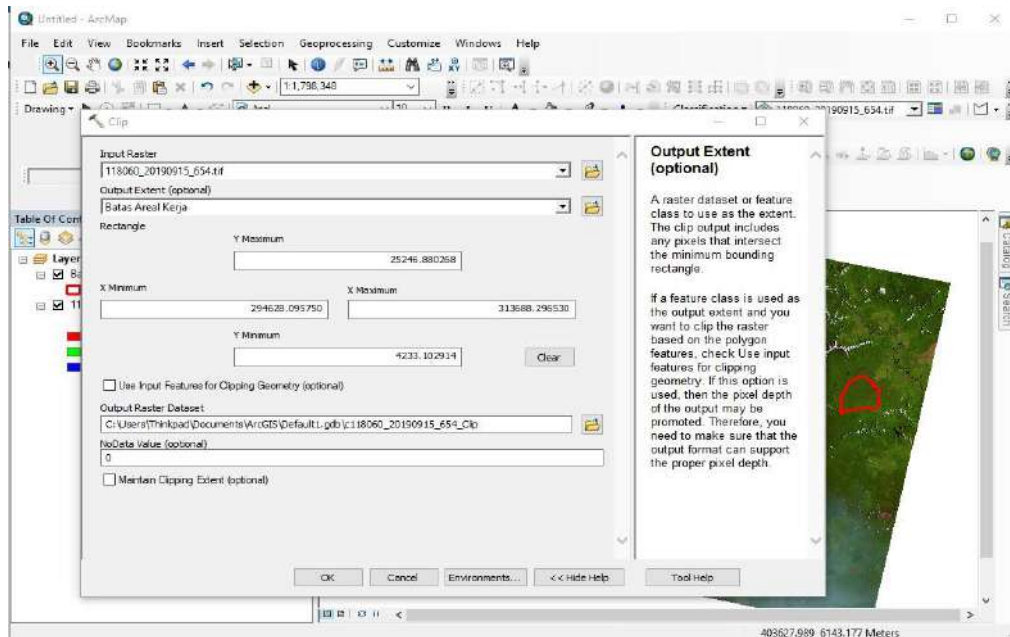 Untitled - ArcMap
File Edit View Bookmarks Insert Selection Geoprocessing Customize Windows Help
1:1,798,348
Drawing
118060_20190915_654.tif
Clip
Input Raster
118060_20190915_654.tif
Output Extent (optional)
Batas Areal Kerja
Rectangle
Y Maximum
25246.880268
X Minimum
X Maximum
294628.095750
313688.296530
Y Minimum
4233.102914
Clear
Use Input Features for Clipping Geometry (optional)
Output Raster Dataset
C:\Users\Thinkpad\Documents\ArcGIS\Default1.gdb\c118060_20190915_654_Clip
NoData Value (optional)
0
Maintain Clipping Extent (optional)
OK Cancel Environments... << Hide Help Tool Help
Output Extent
(optional)
A raster dataset or feature
class to use as the extent.
The clip output includes
any pixels that intersect
the minimum bounding
rectangle.
If a feature class is used as
the output extent and you
want to clip the raster
based on the polygon
features, check Use input
features for clipping
geometry. If this option is
used, then the pixel depth
of the output may be
promoted. Therefore, you
need to make sure that the
output format can support
the proper pixel depth.
Table Of Cont
Layer
Ba
11
Catalog
Search
403627.989 6143.177 Meters